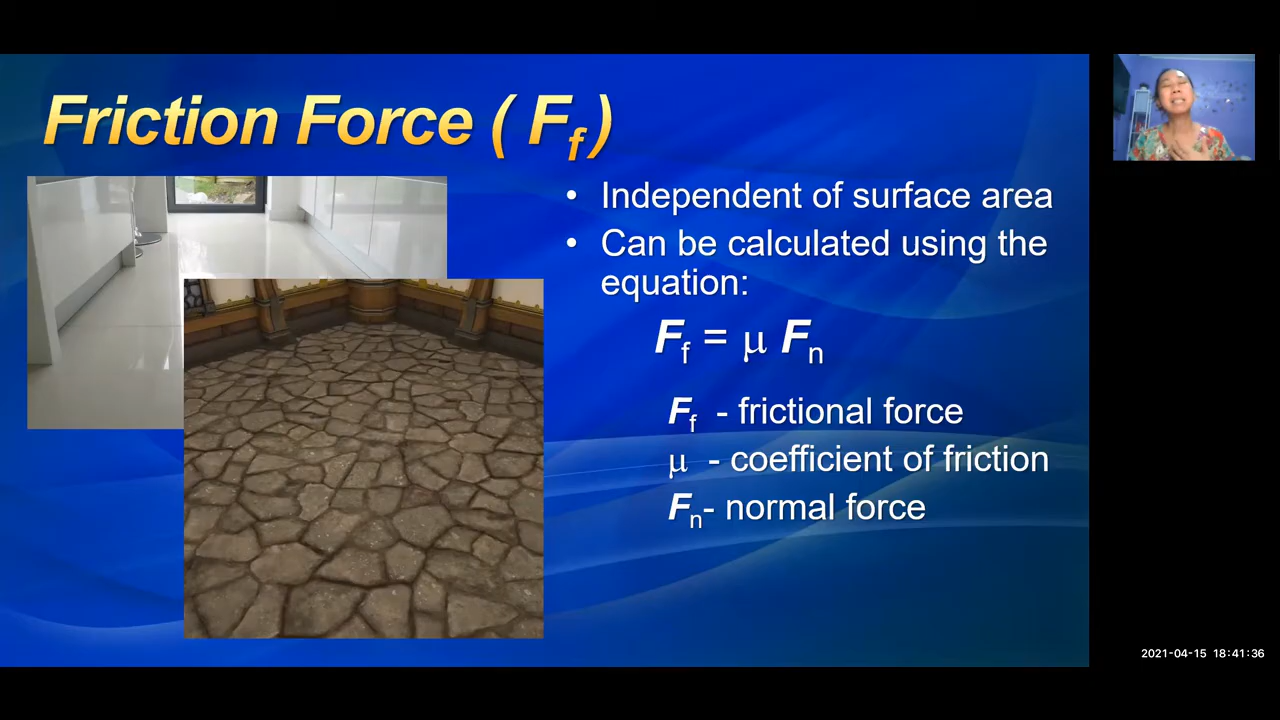 Friction Force ( Ff )
• Independent of surface area
• Can be calculated using the
equation:
Ff = μ Fn
Ff - frictional force
μ - coefficient of friction
Fn- normal force
2021-04-15 18:41:36